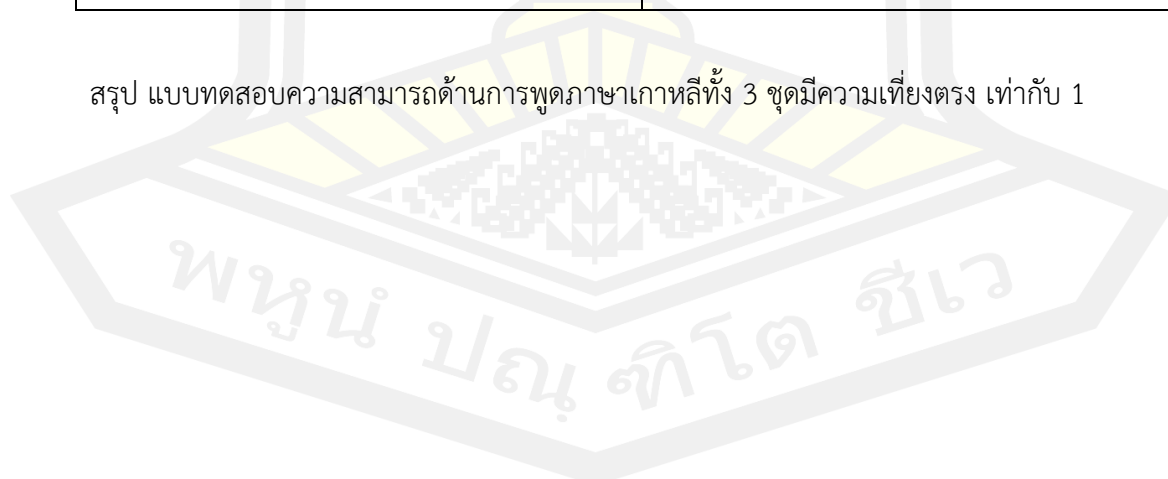 สรุป แบบทดสอบความสามารถด้านการพูดภาษาเกาหลีทั้ง 3 ชุดมีความเที่ยงตรง เท่ากับ 1
พหูนํ ปณฺฑิโต ชีเว